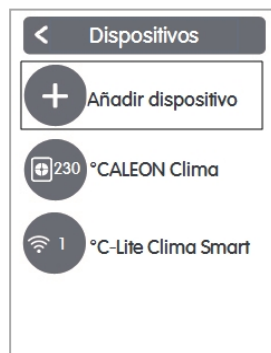 Dispositivos
Añadir dispositivo
230 °CALEON Clima
1 °C-Lite Clima Smart